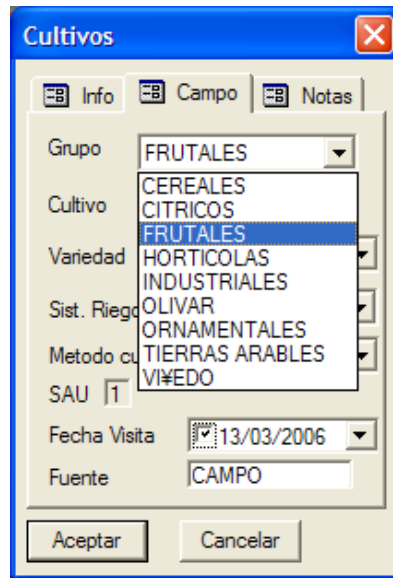 Cultivos
Info Campo Notas
Grupo FRUTALES
CEREALES
Cultivo CITRICOS
FRUTALES
Variedad HORTICOLAS
INDUSTRIALES
Sist. Riego OLIVAR
ORNAMENTALES
Metodo cu TIERRAS ARABLES
SAU 1 VI¥EDO
Fecha Visita 13/03/2006
Fuente CAMPO
Aceptar Cancelar